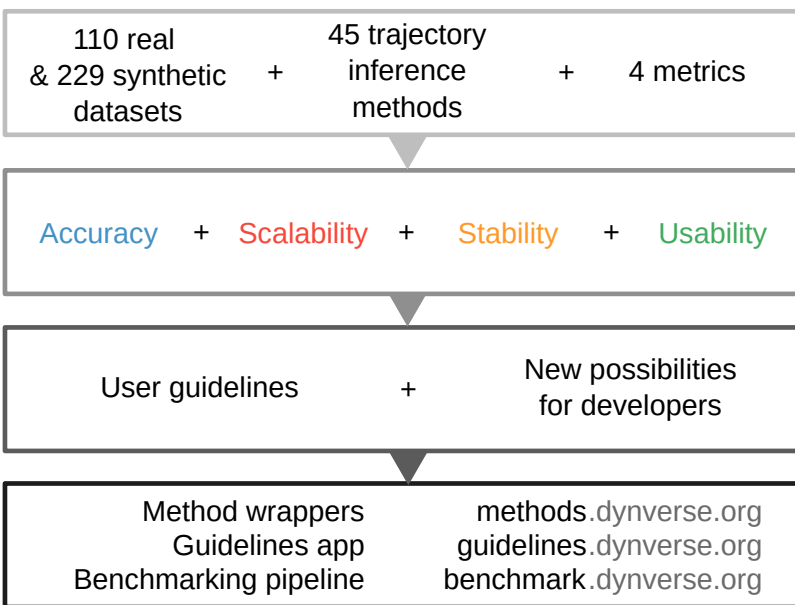 110 real
& 229 synthetic
datasets
+
45 trajectory
inference
methods
+
4 metrics
Accuracy + Scalability + Stability + Usability
User guidelines
+
New possibilities
for developers
Method wrappers methods.dynverse.org
Guidelines app guidelines.dynverse.org
Benchmarking pipeline benchmark.dynverse.org